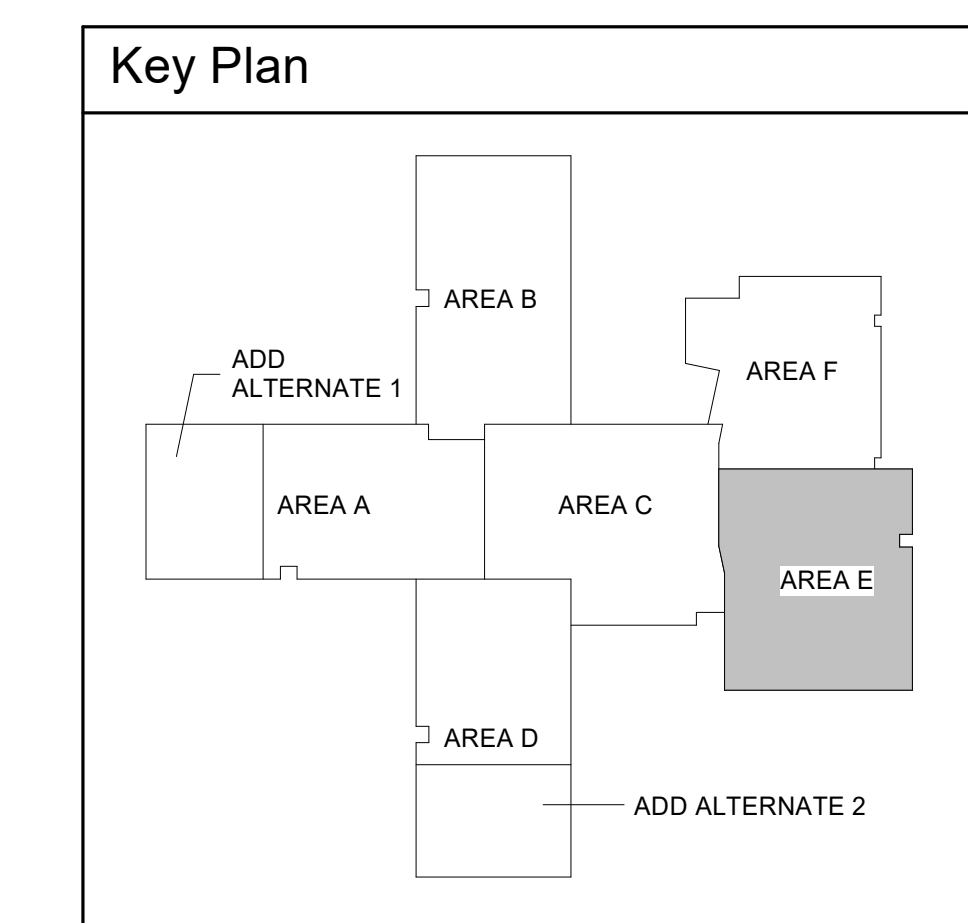 Key Plan
AREA B
AREA F
ADD
ALTERNATE 1
AREA A
AREA C
AREA E
AREA D
ADD ALTERNATE 2